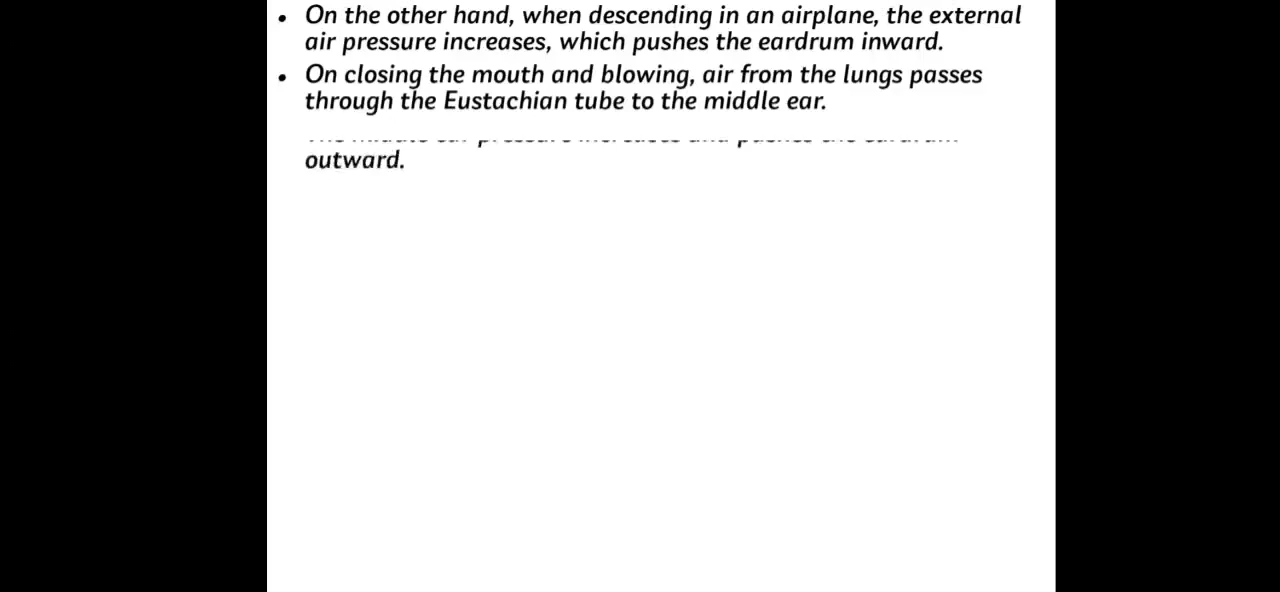 • On the other hand, when descending in an airplane, the external
air pressure increases, which pushes the eardrum inward.
• On closing the mouth and blowing, air from the lungs passes
through the Eustachian tube to the middle ear.
outward.